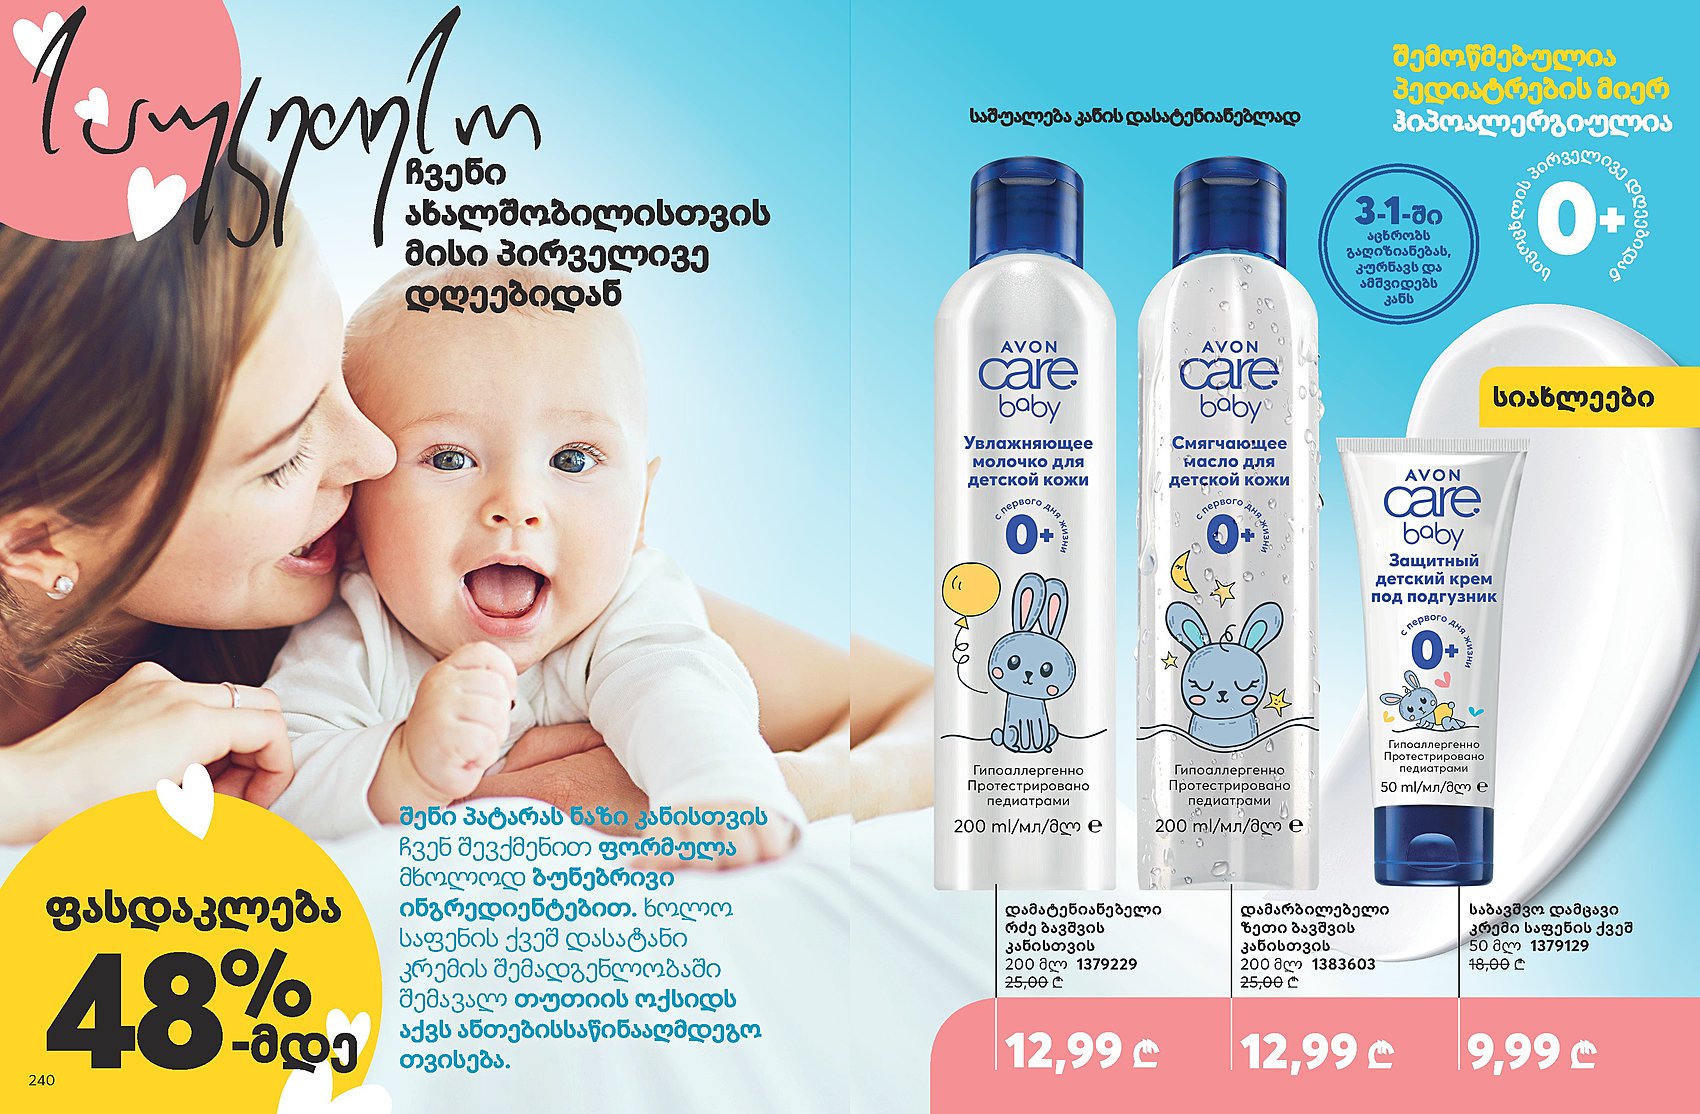 საუკეთესო
ჩვენი
ახალშობილისთვის
მისი პირველივე
დღეებიდან
შენი პატარას ნაზი კანისთვის
ჩვენ შევქმენით ფორმულა
მხოლოდ ბუნებრივი
ინგრედიენტებით. ხოლო
საფენის ქვეშ დასატანი
კრემის შემადგენლობაში
შემავალ თუთიის ოქსიდს
აქვს ანთებისსაწინააღმდეგო
თვისება.
ფასდაკლება
48%
-მდე
240
შემოწმებულია
პედიატრების მიერ
ჰიპოალერგიულია
საშუალება კანის დასატენიანებლად
3-1-ში
აცხრობს
გაღიზიანებას,
კურნავს და
ამშვიდებს
კანს
სიცოცხლის პირველივე დღეებიდან
0+
სიახლეები
AVON
care
baby
Увлажняющее
молочко для
детской кожи
с первого дня жизни
0+
Гипоаллергенно
Протестрировано
педиатрами
200 ml/мл/მლ ℮
AVON
care
baby
Смягчающее
масло для
детской кожи
с первого дня жизни
0+
Гипоаллергенно
Протестрировано
педиатрами
200 ml/мл/მლ ℮
AVON
care
baby
Защитный
детский крем
под подгузник
с первого дня жизни
0+
Гипоаллергенно
Протестрировано
педиатрами
50 ml/мл/მლ ℮
დამატენიანებელი
რძე ბავშვის
კანისთვის
200 მლ 1379229
25,00 ₾
12,99 ₾
დამარბილებელი
ზეთი ბავშვის
კანისთვის
200 მლ 1383603
25,00 ₾
12,99 ₾
საბავშვო დამცავი
კრემი საფენის ქვეშ
50 მლ 1379129
18,00 ₾
9,99 ₾